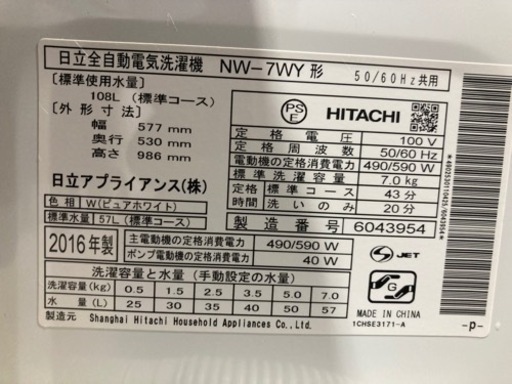 日立全自動電気洗濯機 NW-7WY 形 50/60Hz共用
[標準使用水量]
108L (標準コース)
[外形寸法]
幅 577 mm
奥行 530 mm
高さ 986 mm
日立アプライアンス(株)
色相 W(ピュアホワイト)
標準水量 57L(標準コース)
PS
E
HITACHI
定格電圧 100 V
定格周波数 50/60 Hz
電動機の定格消費電力 490/590 W
標準洗濯容量 7.0kg
定格 標準コース 43分
時間 洗いのみ 20分
製造番号 6043954
2016年製
主電動機の定格消費電力 490/590 W
ポンプ電動機の定格消費電力 40 W
S JET
洗濯容量と水量 (手動設定の水量)
洗濯容量(kg) 0.5 1.5 2.5 3.5 5.0 7.0
水 量(L) 25 30 35 40 50 57
製造元 Shanghai Hitachi Household Appliances Co.,Ltd.
G
MADE IN CHINA
1CHSE3171-A
-p-